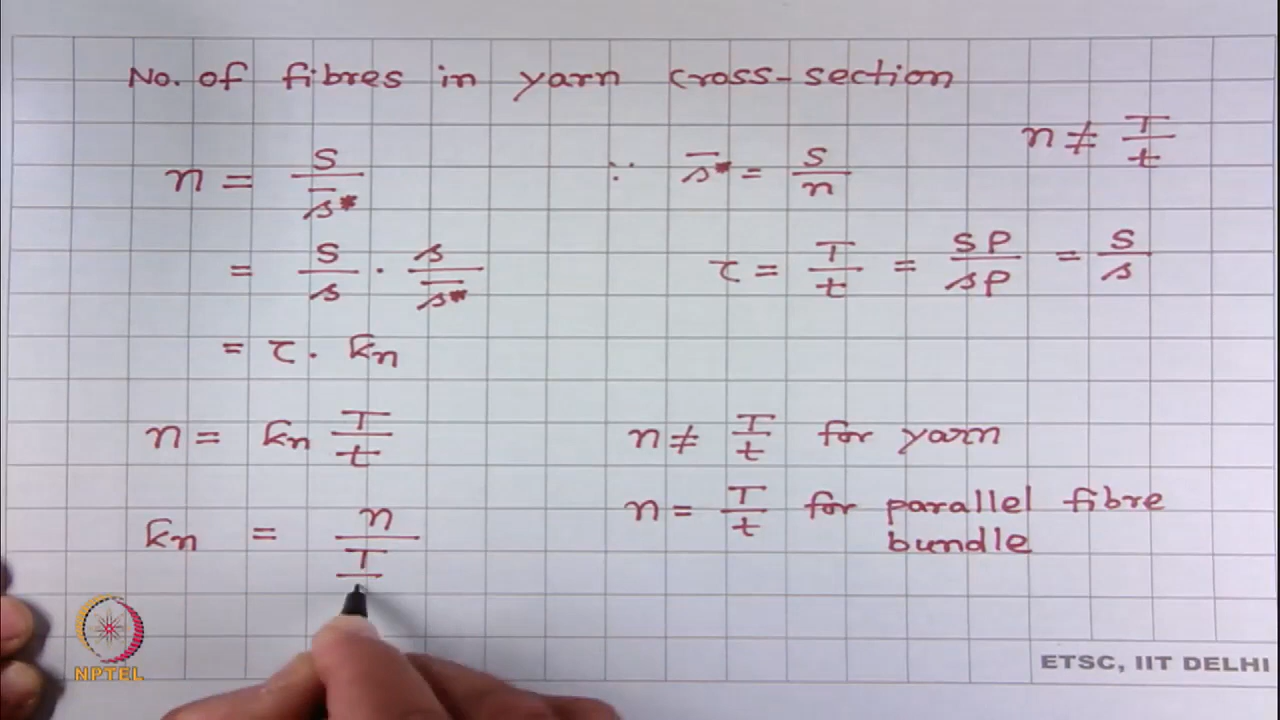 No. of fibres in yarn cross-section
n ≠ T/t
n = S/s̄* ∵ s̄* = S/n
= S/s · s/s̄* τ = T/t = Sρ/sρ = S/s
= τ · kn
n = kn T/t n ≠ T/t for yarn
n = T/t for parallel fibre bundle
kn = n/T
NPTEL
ETSC, IIT DELHI